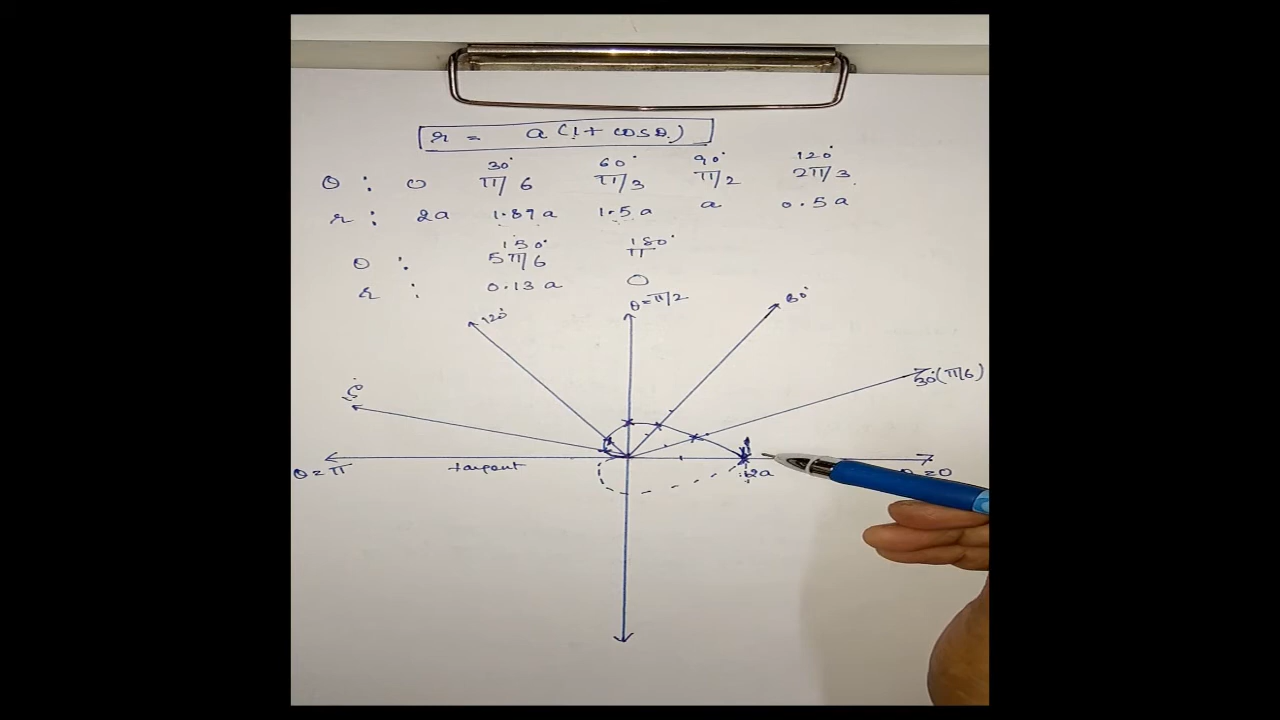 r = a(1 + cosθ)
30° 60° 90° 120°
θ : 0 π/6 π/3 π/2 2π/3
r : 2a 1.87a 1.5a a 0.5a
150° 180°
θ : 5π/6 π
r : 0.13a 0
θ=π/2
60°
120°
30°(π/6)
θ=π
tangent
2a
=0